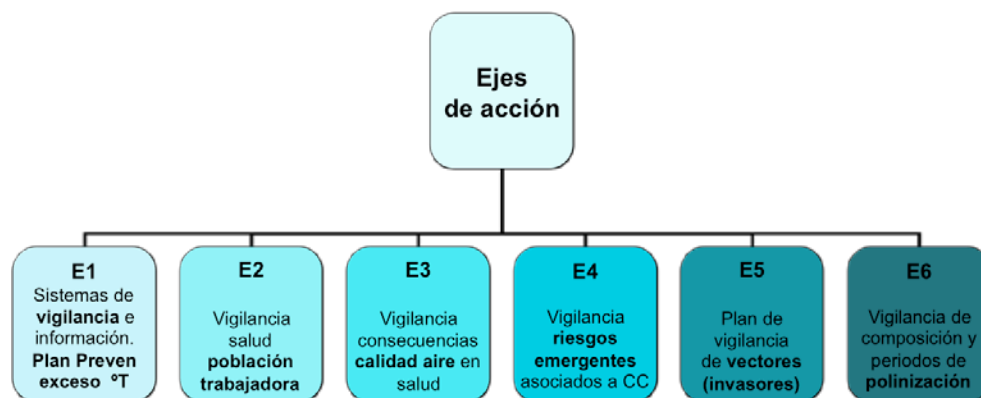 Ejes
de acción
E1
Sistemas de
vigilancia e
información.
Plan Preven
exceso ºT
E2
Vigilancia
salud
población
trabajadora
E3
Vigilancia
consecuencias
calidad aire en
salud
E4
Vigilancia
riesgos
emergentes
asociados a CC
E5
Plan de
vigilancia
de vectores
(invasores)
E6
Vigilancia de
composición y
periodos de
polinización